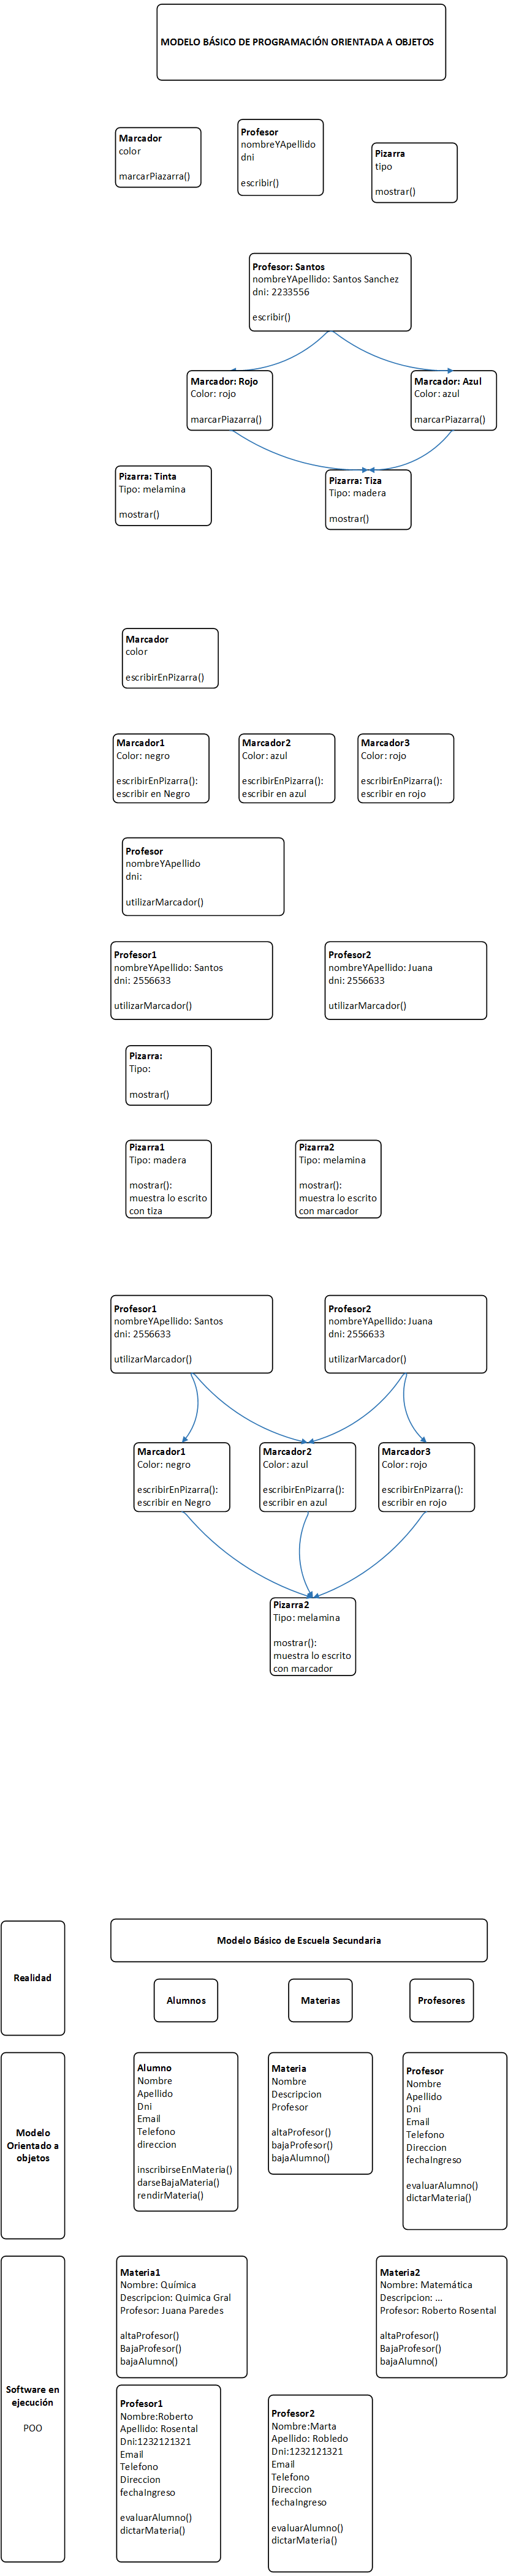 MODELO BÁSICO DE PROGRAMACIÓN ORIENTADA A OBJETOS
Marcador
color
marcarPiazarra()
Profesor
nombreYApellido
dni
escribir()
Pizarra
tipo
mostrar()
Profesor: Santos
nombreYApellido: Santos Sanchez
dni: 2233556
escribir()
Marcador: Rojo
Color: rojo
marcarPiazarra()
Marcador: Azul
Color: azul
marcarPiazarra()
Pizarra: Tinta
Tipo: melamina
mostrar()
Pizarra: Tiza
Tipo: madera
mostrar()
Marcador
color
escribirEnPizarra()
Marcador1
Color: negro
escribirEnPizarra():
escribir en Negro
Marcador2
Color: azul
escribirEnPizarra():
escribir en azul
Marcador3
Color: rojo
escribirEnPizarra():
escribir en rojo
Profesor
nombreYApellido
dni:
utilizarMarcador()
Profesor1
nombreYApellido: Santos
dni: 2556633
utilizarMarcador()
Profesor2
nombreYApellido: Juana
dni: 2556633
utilizarMarcador()
Pizarra:
Tipo:
mostrar()
Pizarra1
Tipo: madera
mostrar():
muestra lo escrito
con tiza
Pizarra2
Tipo: melamina
mostrar():
muestra lo escrito
con marcador
Profesor1
nombreYApellido: Santos
dni: 2556633
utilizarMarcador()
Profesor2
nombreYApellido: Juana
dni: 2556633
utilizarMarcador()
Marcador1
Color: negro
escribirEnPizarra():
escribir en Negro
Marcador2
Color: azul
escribirEnPizarra():
escribir en azul
Marcador3
Color: rojo
escribirEnPizarra():
escribir en rojo
Pizarra2
Tipo: melamina
mostrar():
muestra lo escrito
con marcador
Realidad
Modelo Básico de Escuela Secundaria
Alumnos
Materias
Profesores
Modelo
Orientado a
objetos
Alumno
Nombre
Apellido
Dni
Email
Telefono
direccion
inscribirseEnMateria()
darseBajaMateria()
rendirMateria()
Materia
Nombre
Descripcion
Profesor
altaProfesor()
bajaProfesor()
bajaAlumno()
Profesor
Nombre
Apellido
Dni
Email
Telefono
Direccion
fechaIngreso
evaluarAlumno()
dictarMateria()
Software en
ejecución
POO
Materia1
Nombre: Química
Descripcion: Quimica Gral
Profesor: Juana Paredes
altaProfesor()
BajaProfesor()
bajaAlumno()
Materia2
Nombre: Matemática
Descripcion: ...
Profesor: Roberto Rosental
altaProfesor()
BajaProfesor()
bajaAlumno()
Profesor1
Nombre:Roberto
Apellido: Rosental
Dni:1232121321
Email
Telefono
Direccion
fechaIngreso
evaluarAlumno()
dictarMateria()
Profesor2
Nombre:Marta
Apellido: Robledo
Dni:1232121321
Email
Telefono
Direccion
fechaIngreso
evaluarAlumno()
dictarMateria()